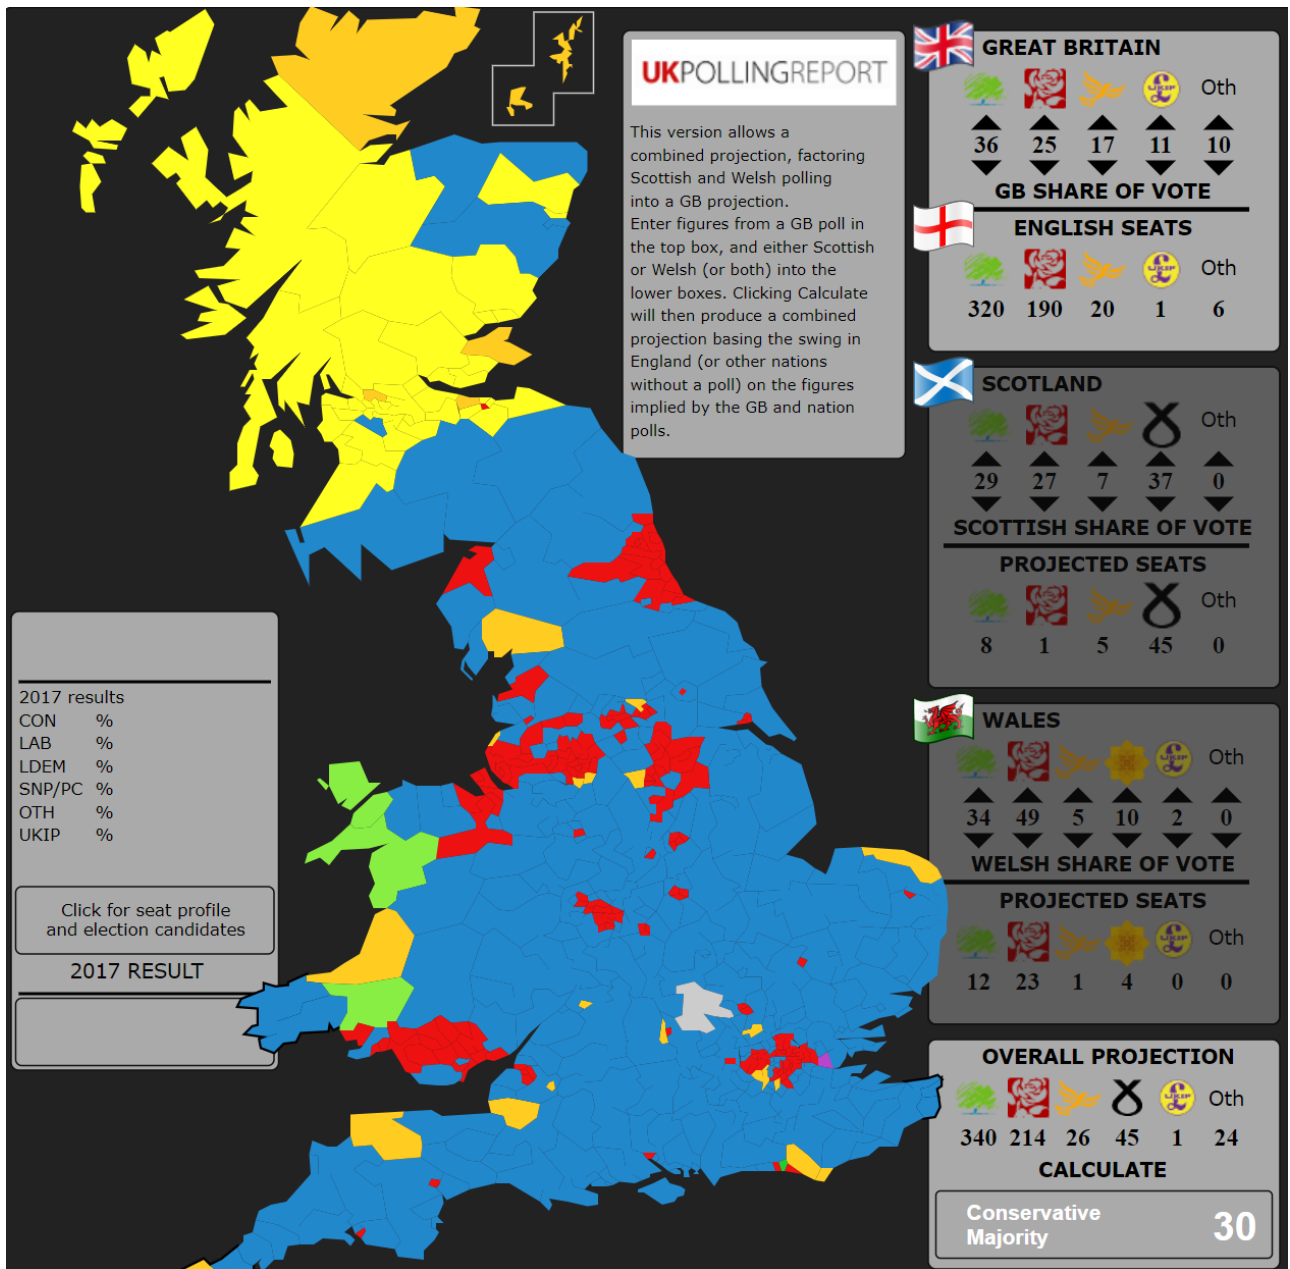 UKPOLLINGREPORT
This version allows a
combined projection, factoring
Scottish and Welsh polling
into a GB projection.
Enter figures from a GB poll in
the top box, and either Scottish
or Welsh (or both) into the
lower boxes. Clicking Calculate
will then produce a combined
projection basing the swing in
England (or other nations
without a poll) on the figures
implied by the GB and nation
polls.
GREAT BRITAIN
UKIP Oth
36 25 17 11 10
GB SHARE OF VOTE
ENGLISH SEATS
UKIP Oth
320 190 20 1 6
SCOTLAND
Oth
29 27 7 37 0
SCOTTISH SHARE OF VOTE
PROJECTED SEATS
Oth
8 1 5 45 0
WALES
UKIP Oth
34 49 5 10 2 0
WELSH SHARE OF VOTE
PROJECTED SEATS
UKIP Oth
12 23 1 4 0 0
OVERALL PROJECTION
UKIP Oth
340 214 26 45 1 24
CALCULATE
Conservative
Majority 30
2017 results
CON %
LAB %
LDEM %
SNP/PC %
OTH %
UKIP %
Click for seat profile
and election candidates
2017 RESULT